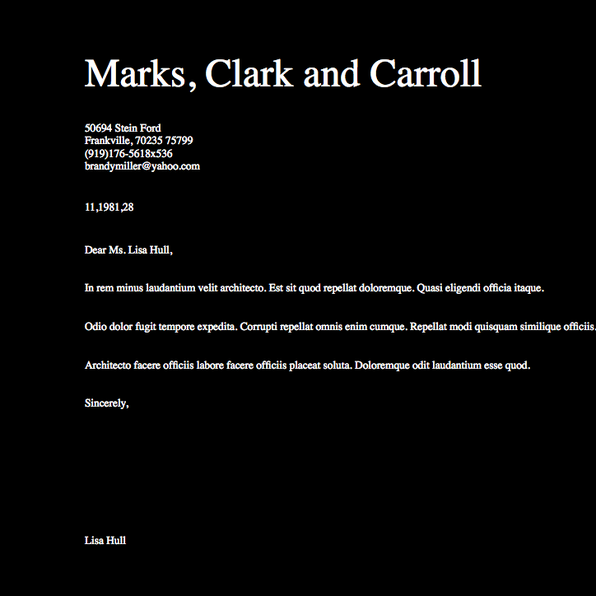 Marks, Clark and Carroll
50694 Stein Ford
Frankville, 70235 75799
(919)176-5618x536
brandymiller@yahoo.com
11,1981,28
Dear Ms. Lisa Hull,
In rem minus laudantium velit architecto. Est sit quod repellat doloremque. Quasi eligendi officia itaque.
Odio dolor fugit tempore expedita. Corrupti repellat omnis enim cumque. Repellat modi quisquam similique officiis.
Architecto facere officiis labore facere officiis placeat soluta. Doloremque odit laudantium esse quod.
Sincerely,
Lisa Hull